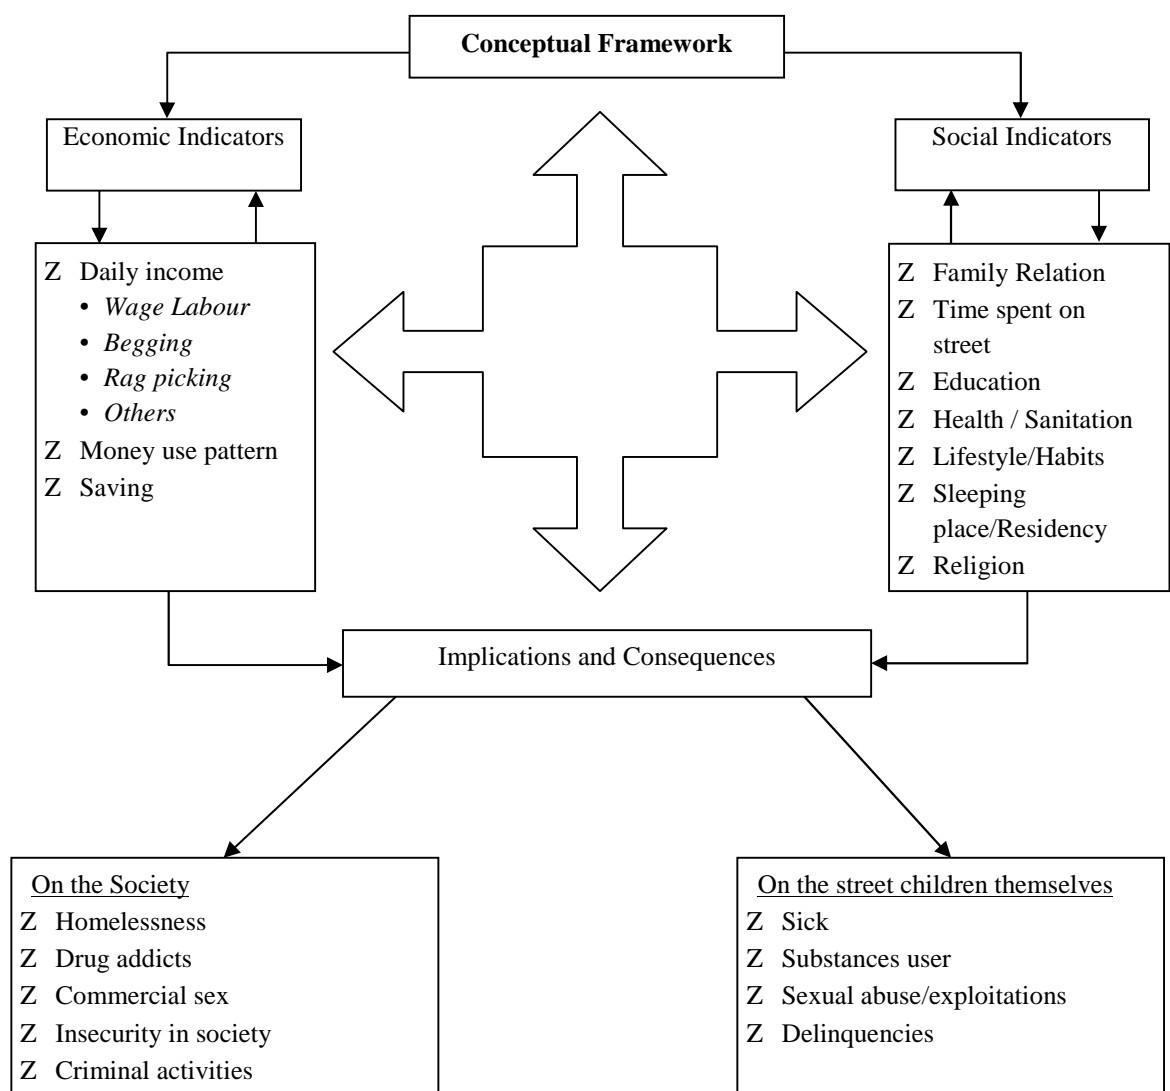 Conceptual Framework
Economic Indicators
Social Indicators
Z Daily income
• Wage Labour
• Begging
• Rag picking
• Others
Z Money use pattern
Z Saving
Z Family Relation
Z Time spent on
street
Z Education
Z Health / Sanitation
Z Lifestyle/Habits
Z Sleeping
place/Residency
Z Religion
Implications and Consequences
On the Society
Z Homelessness
Z Drug addicts
Z Commercial sex
Z Insecurity in society
Z Criminal activities
On the street children themselves
Z Sick
Z Substances user
Z Sexual abuse/exploitations
Z Delinquencies